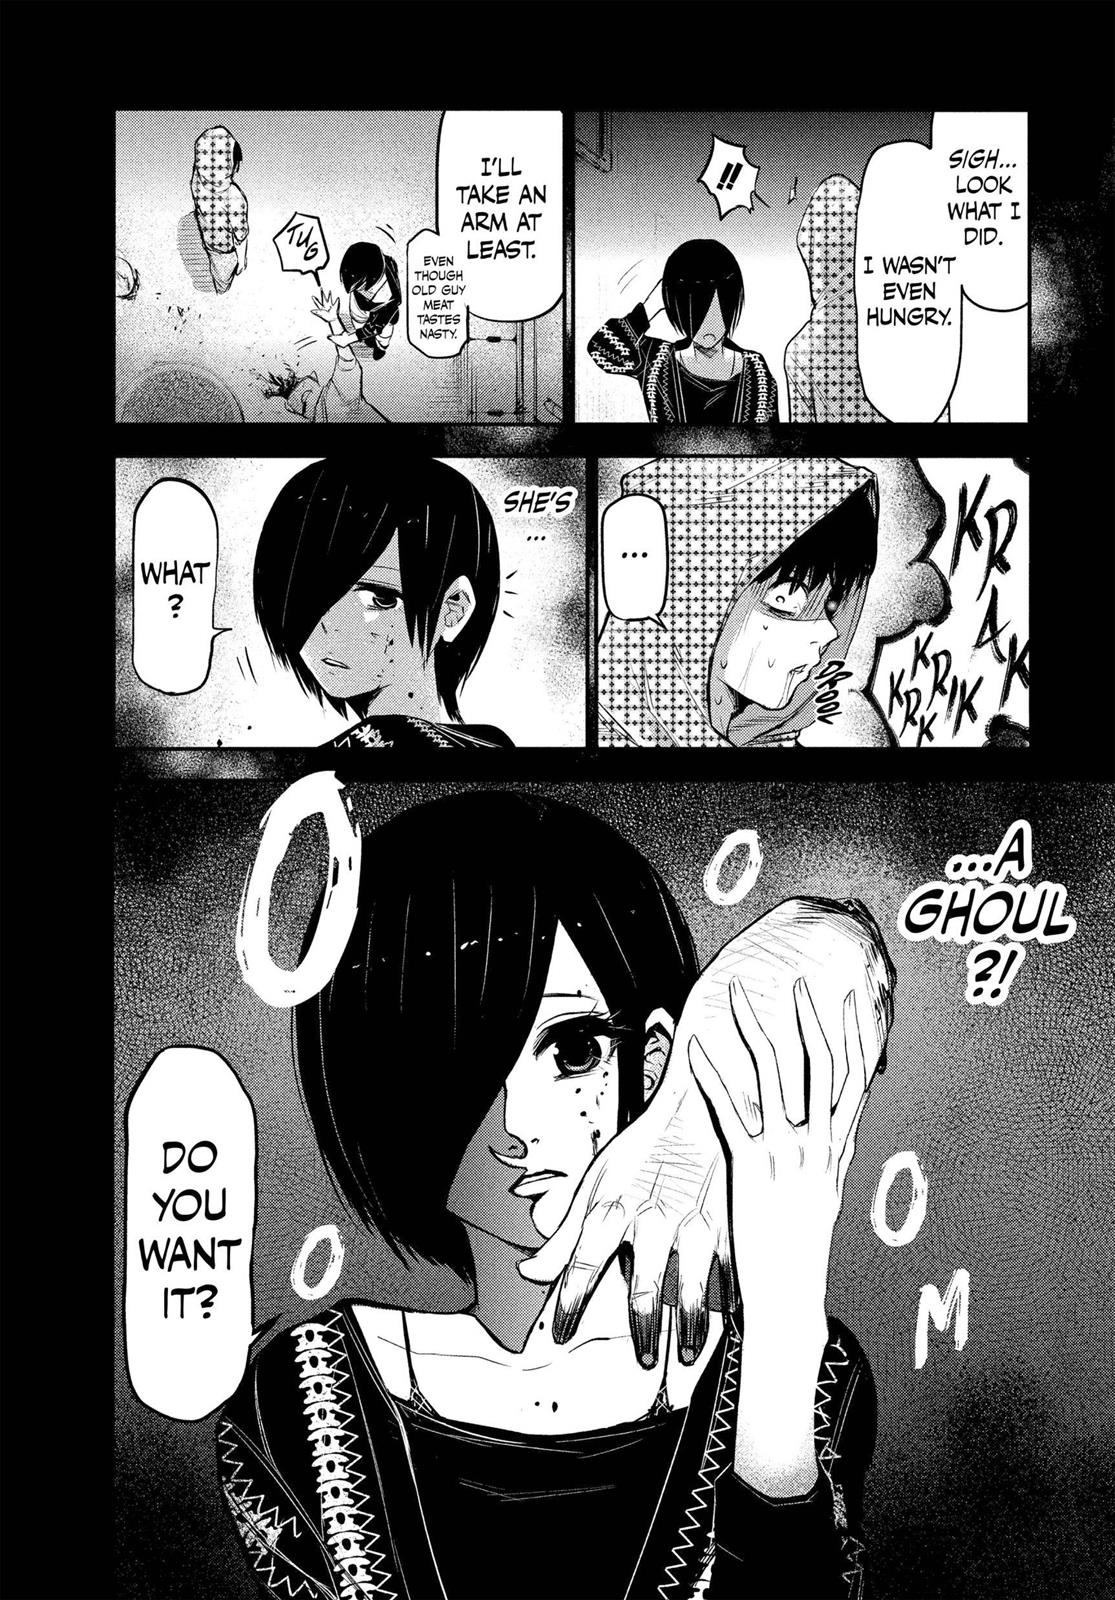 SIGH...
LOOK
WHAT I
DID.
I WASN'T
EVEN
HUNGRY.
!!
I'LL
TAKE AN
ARM AT
LEAST.
EVEN
THOUGH
OLD GUY
MEAT
TASTES
NASTY.
TUG
KRAK
KRIK
KRK
...
SHE'S
...
WHAT
?
...A
GHOUL
?!
DOOOM
DO
YOU
WANT
IT?